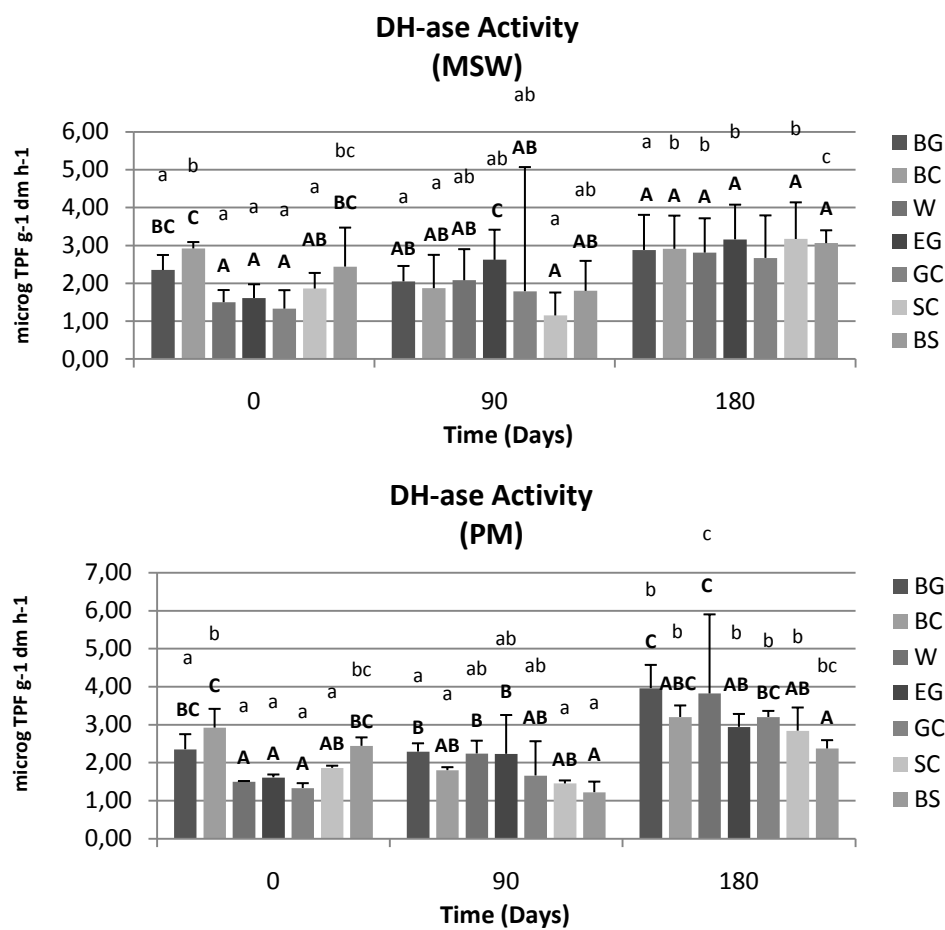 DH-ase Activity
(MSW)
microg TPF g-1 dm h-1
6,00
5,00
4,00
3,00
2,00
1,00
0,00
a b a a a a bc
BC C A A A AB BC
a a ab ab ab a ab
AB AB AB C AB A AB
a b b b b c
A A A A A A
0 90 180
Time (Days)
BG
BC
W
EG
GC
SC
BS
DH-ase Activity
(PM)
microg TPF g-1 dm h-1
7,00
6,00
5,00
4,00
3,00
2,00
1,00
0,00
a b a a a a bc
BC C A A A AB BC
a a ab ab ab a a
B AB B B AB AB A
b b c b b b bc
C ABC C AB BC AB A
0 90 180
Time (Days)
BG
BC
W
EG
GC
SC
BS